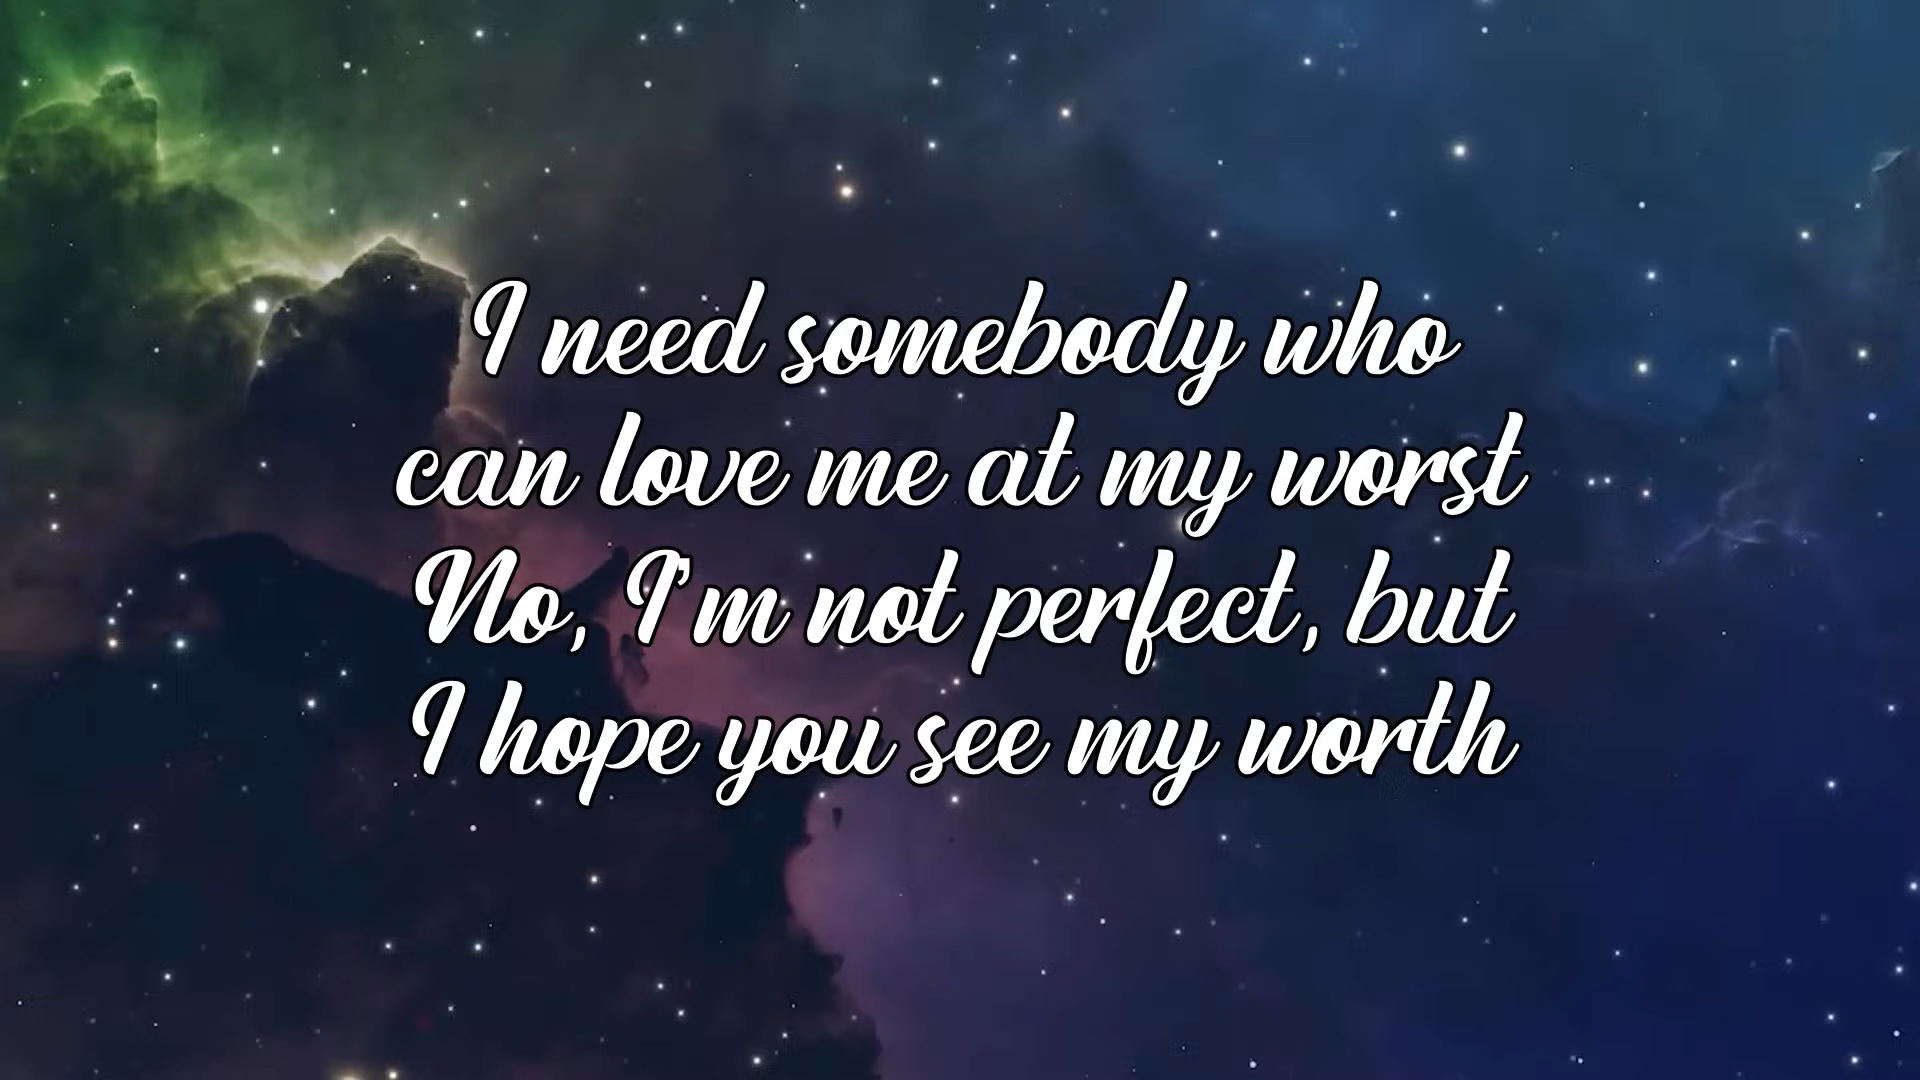 I need somebody who
can love me at my worst
No, I'm not perfect, but
I hope you see my worth